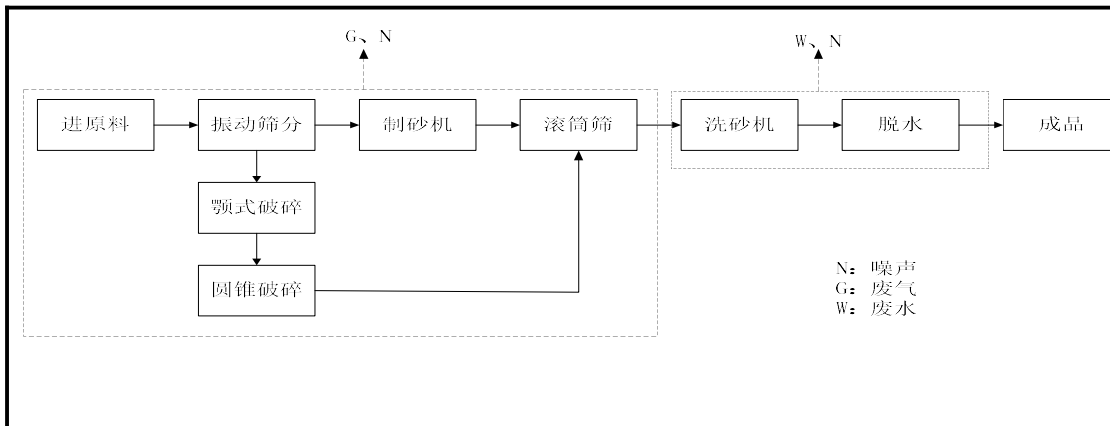 G、N
W、N
进原料
振动筛分
制砂机
滚筒筛
洗砂机
脱水
成品
颚式破碎
圆锥破碎
N：噪声
G：废气
W：废水